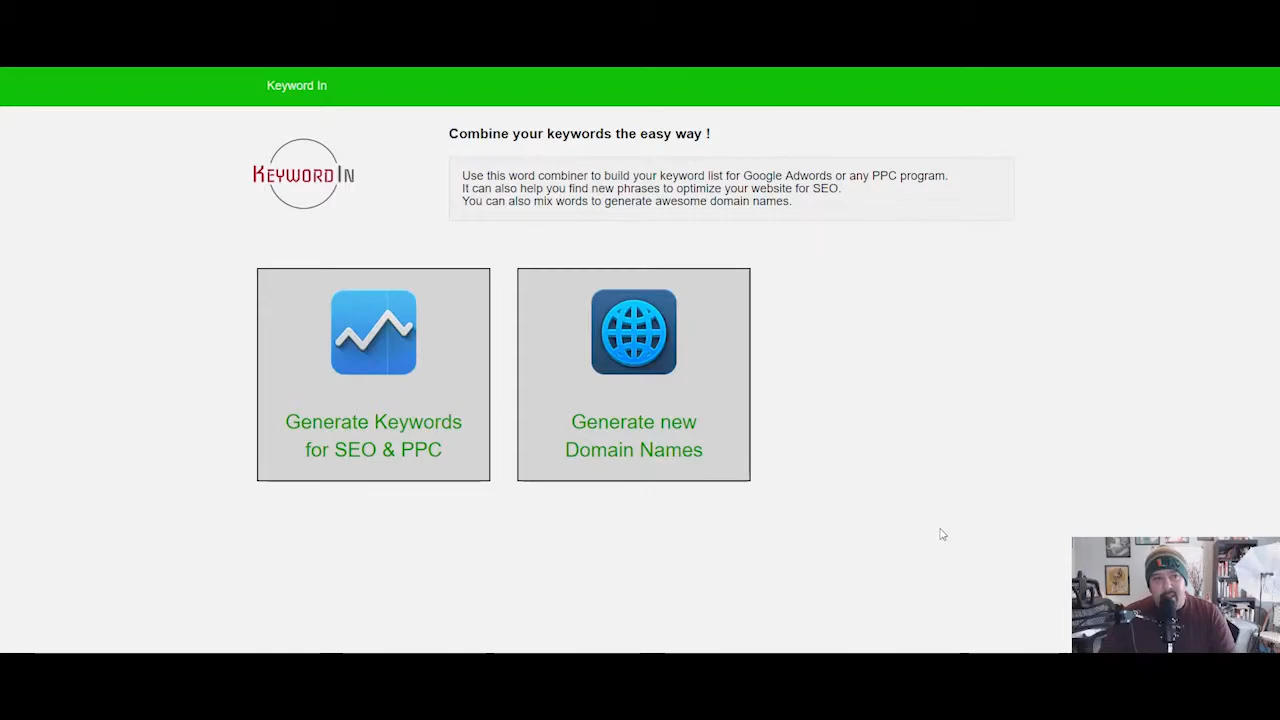 Keyword In
KEYWORDIN
Combine your keywords the easy way !
Use this word combiner to build your keyword list for Google Adwords or any PPC program.
It can also help you find new phrases to optimize your website for SEO.
You can also mix words to generate awesome domain names.
Generate Keywords
for SEO & PPC
Generate new
Domain Names